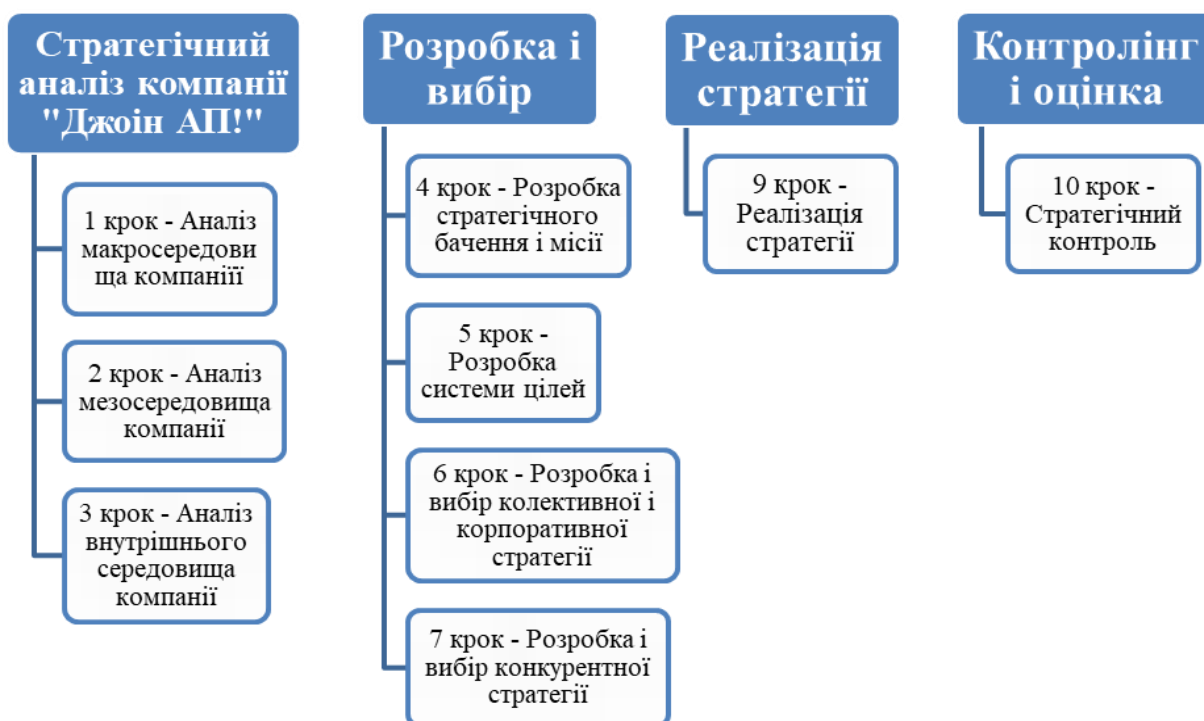 Стратегічний
аналіз компанії
"Джоін АП!"
1 крок - Аналіз
макросередови
ща компаніїї
2 крок - Аналіз
мезосередовища
компанії
3 крок - Аналіз
внутрішнього
середовища
компанії
Розробка і
вибір
4 крок - Розробка
стратегічного
бачення і місії
5 крок -
Розробка
системи цілей
6 крок - Розробка і
вибір колективної і
корпоративної
стратегії
7 крок - Розробка і
вибір конкурентної
стратегії
Реалізація
стратегії
9 крок -
Реалізація
стратегії
Контролінг
і оцінка
10 крок -
Стратегічний
контроль